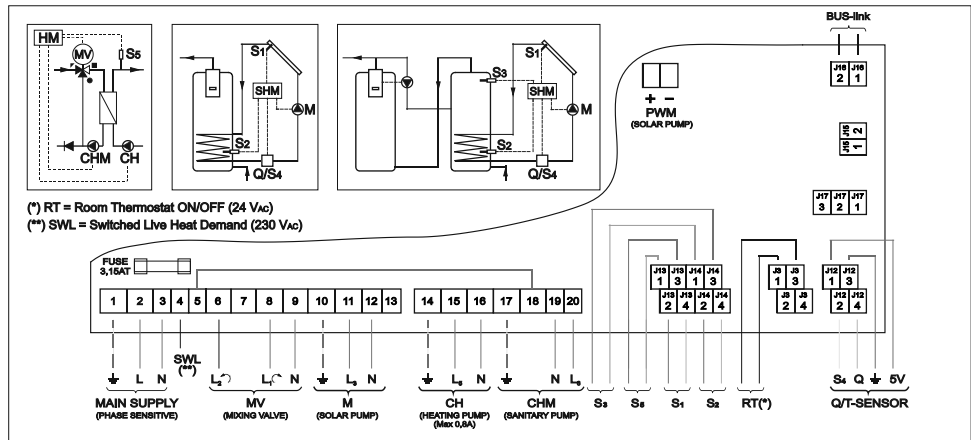 BUS-link
HM
MV
S5
CHM
CH
S1
SHM
M
S2
Q/S4
S1
S3
SHM
M
S2
Q/S4
+ −
PWM
(SOLAR PUMP)
J16 2
J16 1
J15 2
J15 1
J17 3
J17 2
J17 1
(*) RT = Room Thermostat ON/OFF (24 VAC)
(**) SWL = Switched Live Heat Demand (230 VAC)
FUSE
3,15AT
J13 1
J13 3
J14 1
J14 3
J13 2
J13 4
J14 2
J14 4
J3 1
J3 3
J3 2
J3 4
J12 1
J12 3
J12 2
J12 4
1 2 3 4 5 6 7 8 9 10 11 12 13
14 15 16 17 18 19 20
SWL
(**)
L N
L2 L1 N
L3 N
L5 N
N L6
S4 Q 5V
MAIN SUPPLY
(PHASE SENSITIVE)
MV
(MIXING VALVE)
M
(SOLAR PUMP)
CH
(HEATING PUMP)
(Max 0,8A)
CHM
(SANITARY PUMP)
S3
S5
S1
S2
RT(*)
Q/T-SENSOR